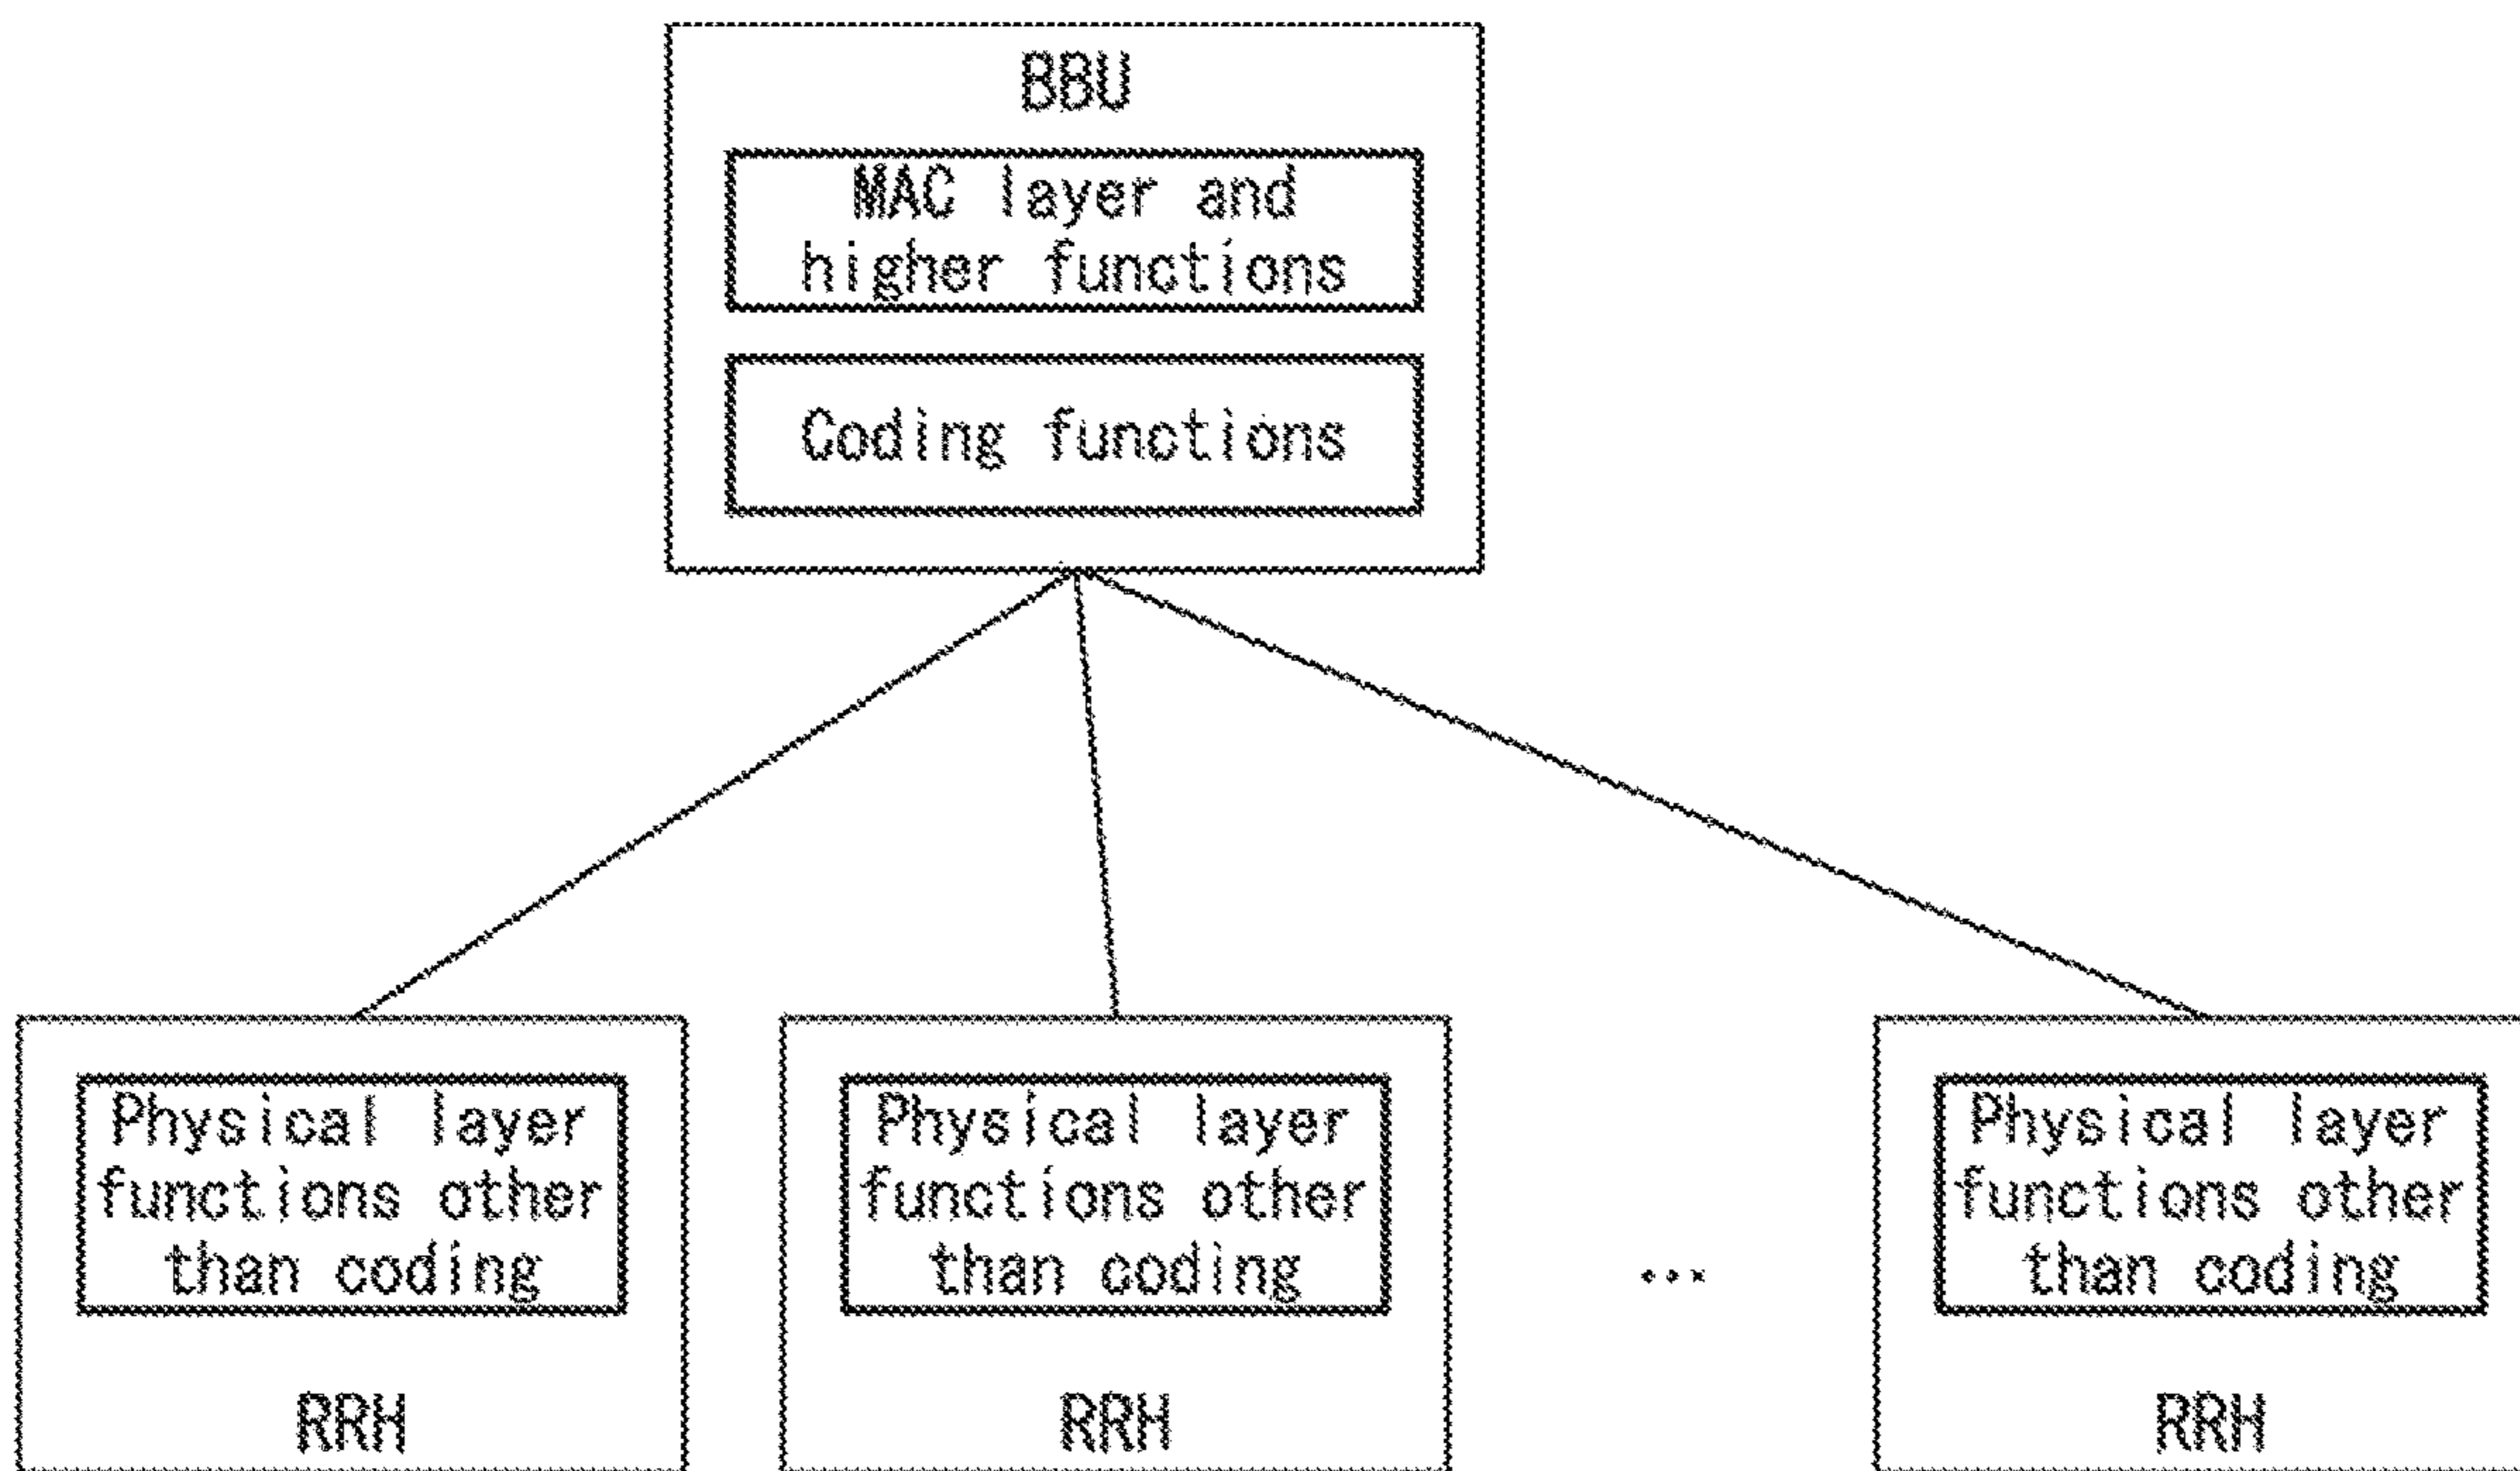 BBU
MAC layer and
higher functions
Coding functions
Physical layer
functions other
than coding
RRH
Physical layer
functions other
than coding
RRH
...
Physical layer
functions other
than coding
RRH